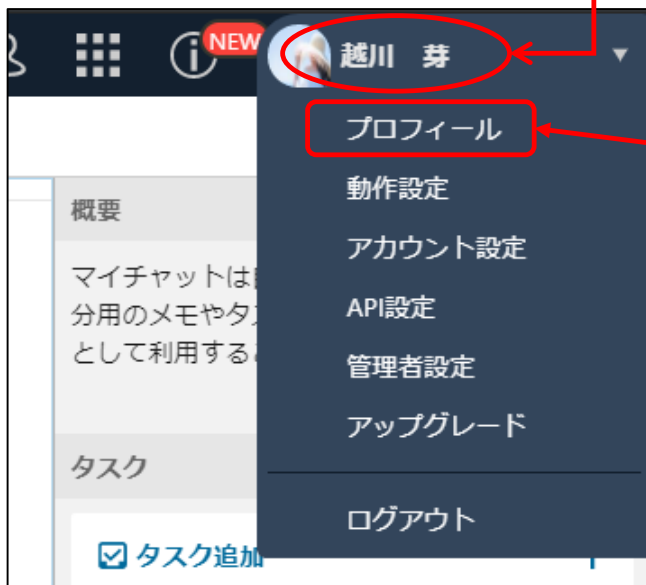 NEW
越川 芽
プロフィール
動作設定
アカウント設定
API設定
管理者設定
アップグレード
ログアウト
概要
マイチャットは
分用のメモやタ
として利用する
タスク
タスク追加